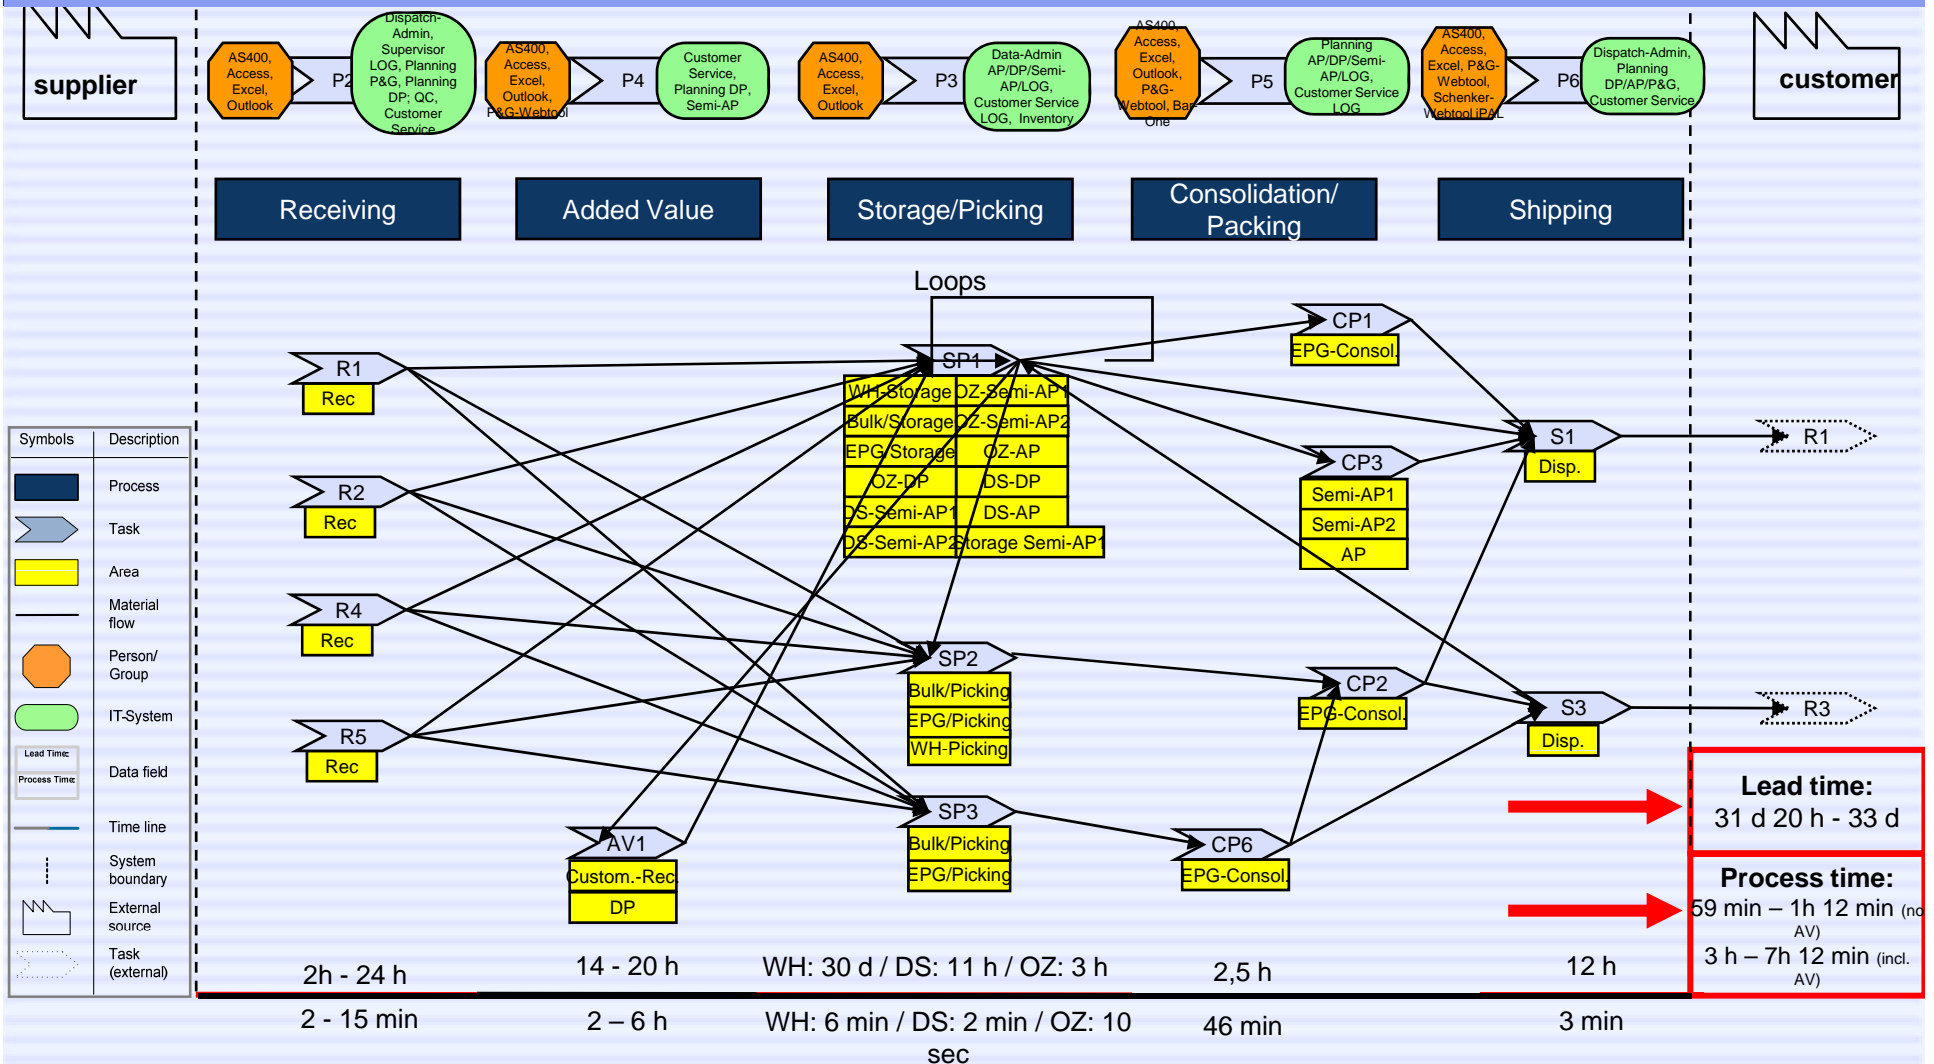 supplier
AS400,
Access,
Excel,
Outlook
P2
Dispatch-
Admin,
Supervisor
LOG, Planning
P&G, Planning
DP; QC,
Customer
Service
AS400,
Access,
Excel,
Outlook,
P&G-Webtool
P4
Customer
Service,
Planning DP,
Semi-AP
AS400,
Access,
Excel,
Outlook
P3
Data-Admin
AP/DP/Semi-
AP/LOG,
Customer Service
LOG, Inventory
AS400,
Access,
Excel,
Outlook,
P&G-
Webtool, Bar-
One
P5
Planning
AP/DP/Semi-
AP/LOG,
Customer Service
LOG
AS400,
Access,
Excel, P&G-
Webtool,
Schenker-
Webtool iPAL
P6
Dispatch-Admin,
Planning
DP/AP/P&G,
Customer Service
customer
Receiving
Added Value
Storage/Picking
Consolidation/
Packing
Shipping
Loops
R1
Rec
R2
Rec
R4
Rec
R5
Rec
AV1
Custom.-Rec.
DP
SP1
WH-Storage OZ-Semi-AP1
Bulk/Storage OZ-Semi-AP2
EPG/Storage OZ-AP
OZ-DP DS-DP
DS-Semi-AP1 DS-AP
DS-Semi-AP2 Storage Semi-AP1
SP2
Bulk/Picking
EPG/Picking
WH-Picking
SP3
Bulk/Picking
EPG/Picking
CP1
EPG-Consol.
CP3
Semi-AP1
Semi-AP2
AP
CP2
EPG-Consol.
CP6
EPG-Consol.
S1
Disp.
S3
Disp.
R1
R3
Symbols Description
Process
Task
Area
Material
flow
Person/
Group
IT-System
Lead Time:
Process Time:
Data field
Time line
System
boundary
External
source
Task
(external)
Lead time:
31 d 20 h - 33 d
Process time:
59 min – 1h 12 min (no
AV)
3 h – 7h 12 min (incl.
AV)
2h - 24 h
14 - 20 h
WH: 30 d / DS: 11 h / OZ: 3 h
2,5 h
12 h
2 - 15 min
2 – 6 h
WH: 6 min / DS: 2 min / OZ: 10
sec
46 min
3 min